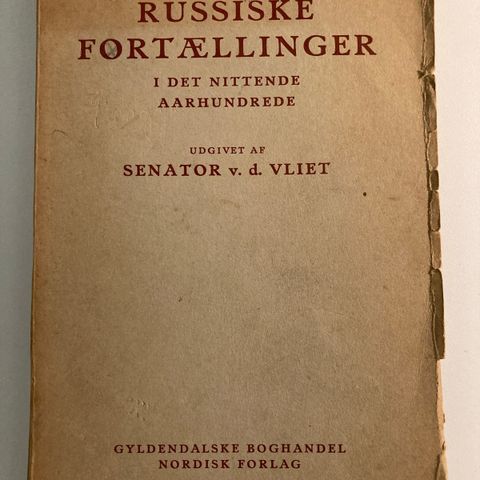 RUSSISKE
FORTÆLLINGER
I DET NITTENDE
AARHUNDREDE
UDGIVET AF
SENATOR v. d. VLIET
GYLDENDALSKE BOGHANDEL
NORDISK FORLAG